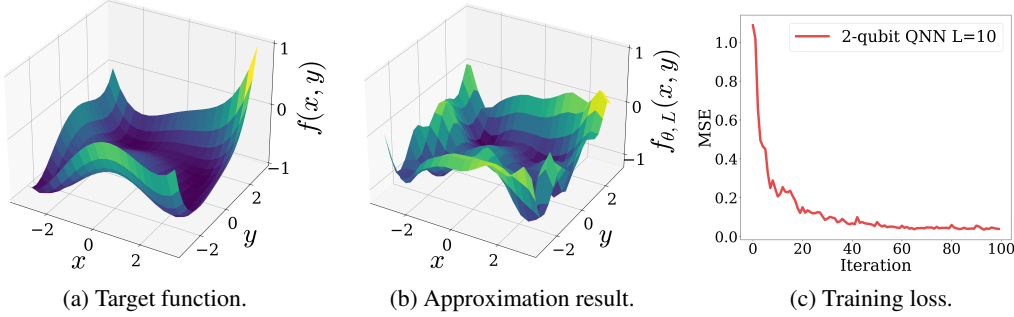 1
0
−1
f(x, y)
−2
0
2
x
−2
0
2
y
(a) Target function.
1
0
−1
f_{θ, L}(x, y)
−2
0
2
x
−2
0
2
y
(b) Approximation result.
2-qubit QNN L=10
1.0
0.8
0.6
0.4
0.2
0.0
MSE
0 20 40 60 80 100
Iteration
(c) Training loss.